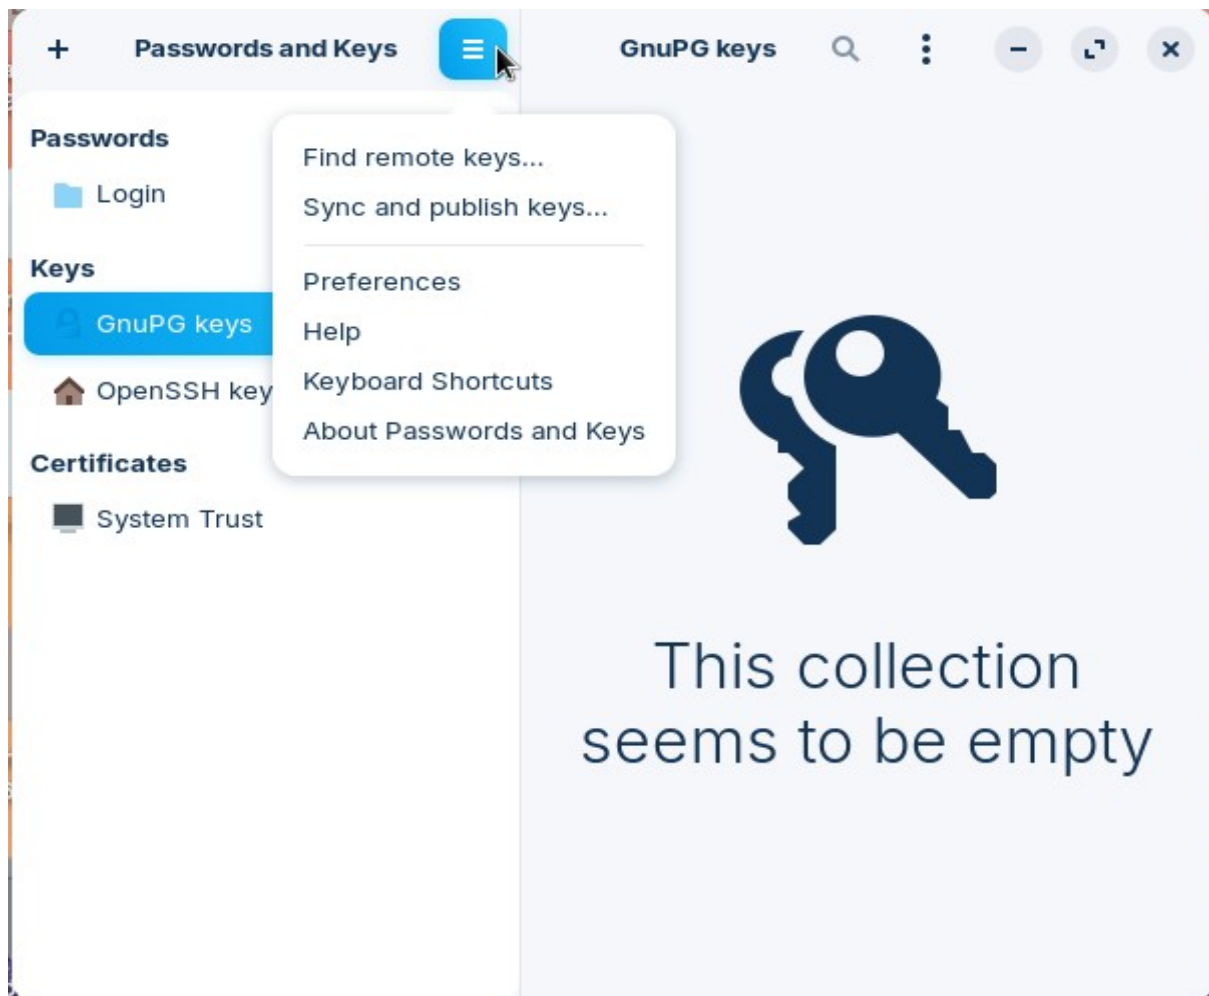 Passwords and Keys
GnuPG keys
Passwords
Login
Keys
GnuPG keys
OpenSSH key
Certificates
System Trust
Find remote keys...
Sync and publish keys...
Preferences
Help
Keyboard Shortcuts
About Passwords and Keys
This collection
seems to be empty